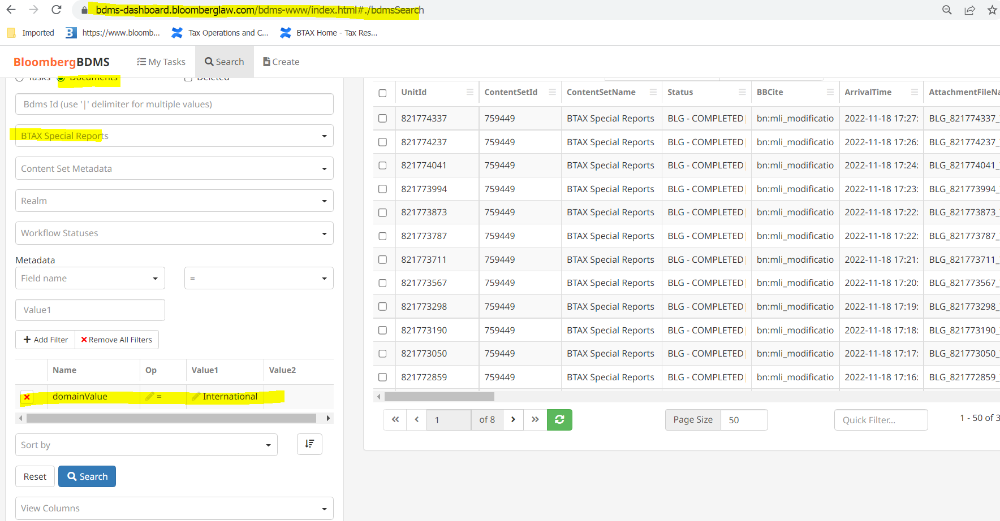 bdms-dashboard.bloomberglaw.com/bdms-www/index.html#./bdmsSearch
Imported https://www.bloomb... Tax Operations and C... BTAX Home - Tax Res...
BloombergBDMS My Tasks Search Create
Tasks Documents Deleted
Bdms Id (use '|' delimiter for multiple values)
BTAX Special Reports
Content Set Metadata
Realm
Workflow Statuses
Metadata
Field name =
Value1
Add Filter Remove All Filters
Name Op Value1 Value2
domainValue = International
Sort by
Reset Search
View Columns
UnitId ContentSetId ContentSetName Status BBCite ArrivalTime AttachmentFileNa
821774337 759449 BTAX Special Reports BLG - COMPLETED| bn:mli_modificatio 2022-11-18 17:27: BLG_821774337_
821774237 759449 BTAX Special Reports BLG - COMPLETED| bn:mli_modificatio 2022-11-18 17:26: BLG_821774237_
821774041 759449 BTAX Special Reports BLG - COMPLETED| bn:mli_modificatio 2022-11-18 17:24: BLG_821774041_
821773994 759449 BTAX Special Reports BLG - COMPLETED| bn:mli_modificatio 2022-11-18 17:23: BLG_821773994_
821773873 759449 BTAX Special Reports BLG - COMPLETED| bn:mli_modificatio 2022-11-18 17:22: BLG_821773873_
821773787 759449 BTAX Special Reports BLG - COMPLETED| bn:mli_modificatio 2022-11-18 17:22: BLG_821773787_
821773711 759449 BTAX Special Reports BLG - COMPLETED| bn:mli_modificatio 2022-11-18 17:21: BLG_821773711_
821773567 759449 BTAX Special Reports BLG - COMPLETED| bn:mli_modificatio 2022-11-18 17:20: BLG_821773567_
821773298 759449 BTAX Special Reports BLG - COMPLETED| bn:mli_modificatio 2022-11-18 17:19: BLG_821773298_
821773190 759449 BTAX Special Reports BLG - COMPLETED| bn:mli_modificatio 2022-11-18 17:18: BLG_821773190_
821773050 759449 BTAX Special Reports BLG - COMPLETED| bn:mli_modificatio 2022-11-18 17:17: BLG_821773050_
821772859 759449 BTAX Special Reports BLG - COMPLETED| bn:mli_modificatio 2022-11-18 17:16: BLG_821772859_
1 of 8 Page Size 50 Quick Filter... 1 - 50 of 3